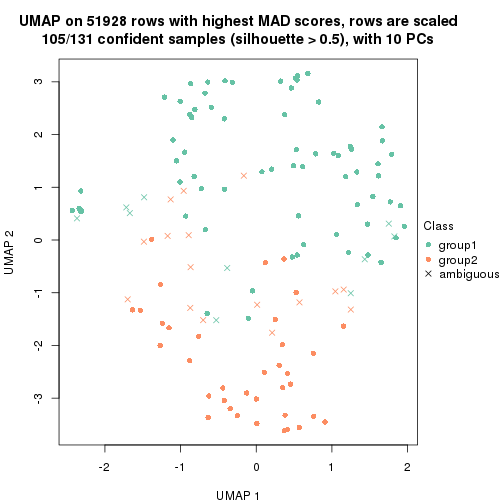 UMAP on 51928 rows with highest MAD scores, rows are scaled
105/131 confident samples (silhouette > 0.5), with 10 PCs
3
2
1
0
-1
-2
-3
UMAP 2
-2
-1
0
1
2
UMAP 1
Class
group1
group2
ambiguous